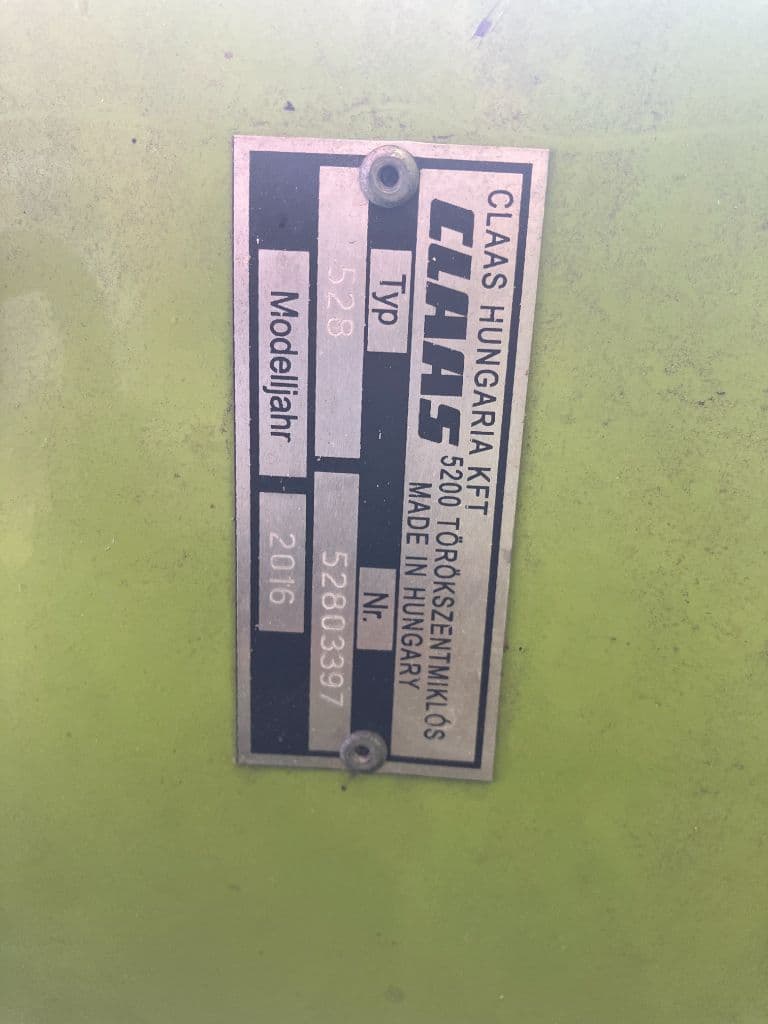 CLAAS HUNGARIA KFT
CLAAS 5200 TÖRÖKSZENTMIKLÓS
MADE IN HUNGARY
Typ Nr.
528 52803397
Modelljahr 2016